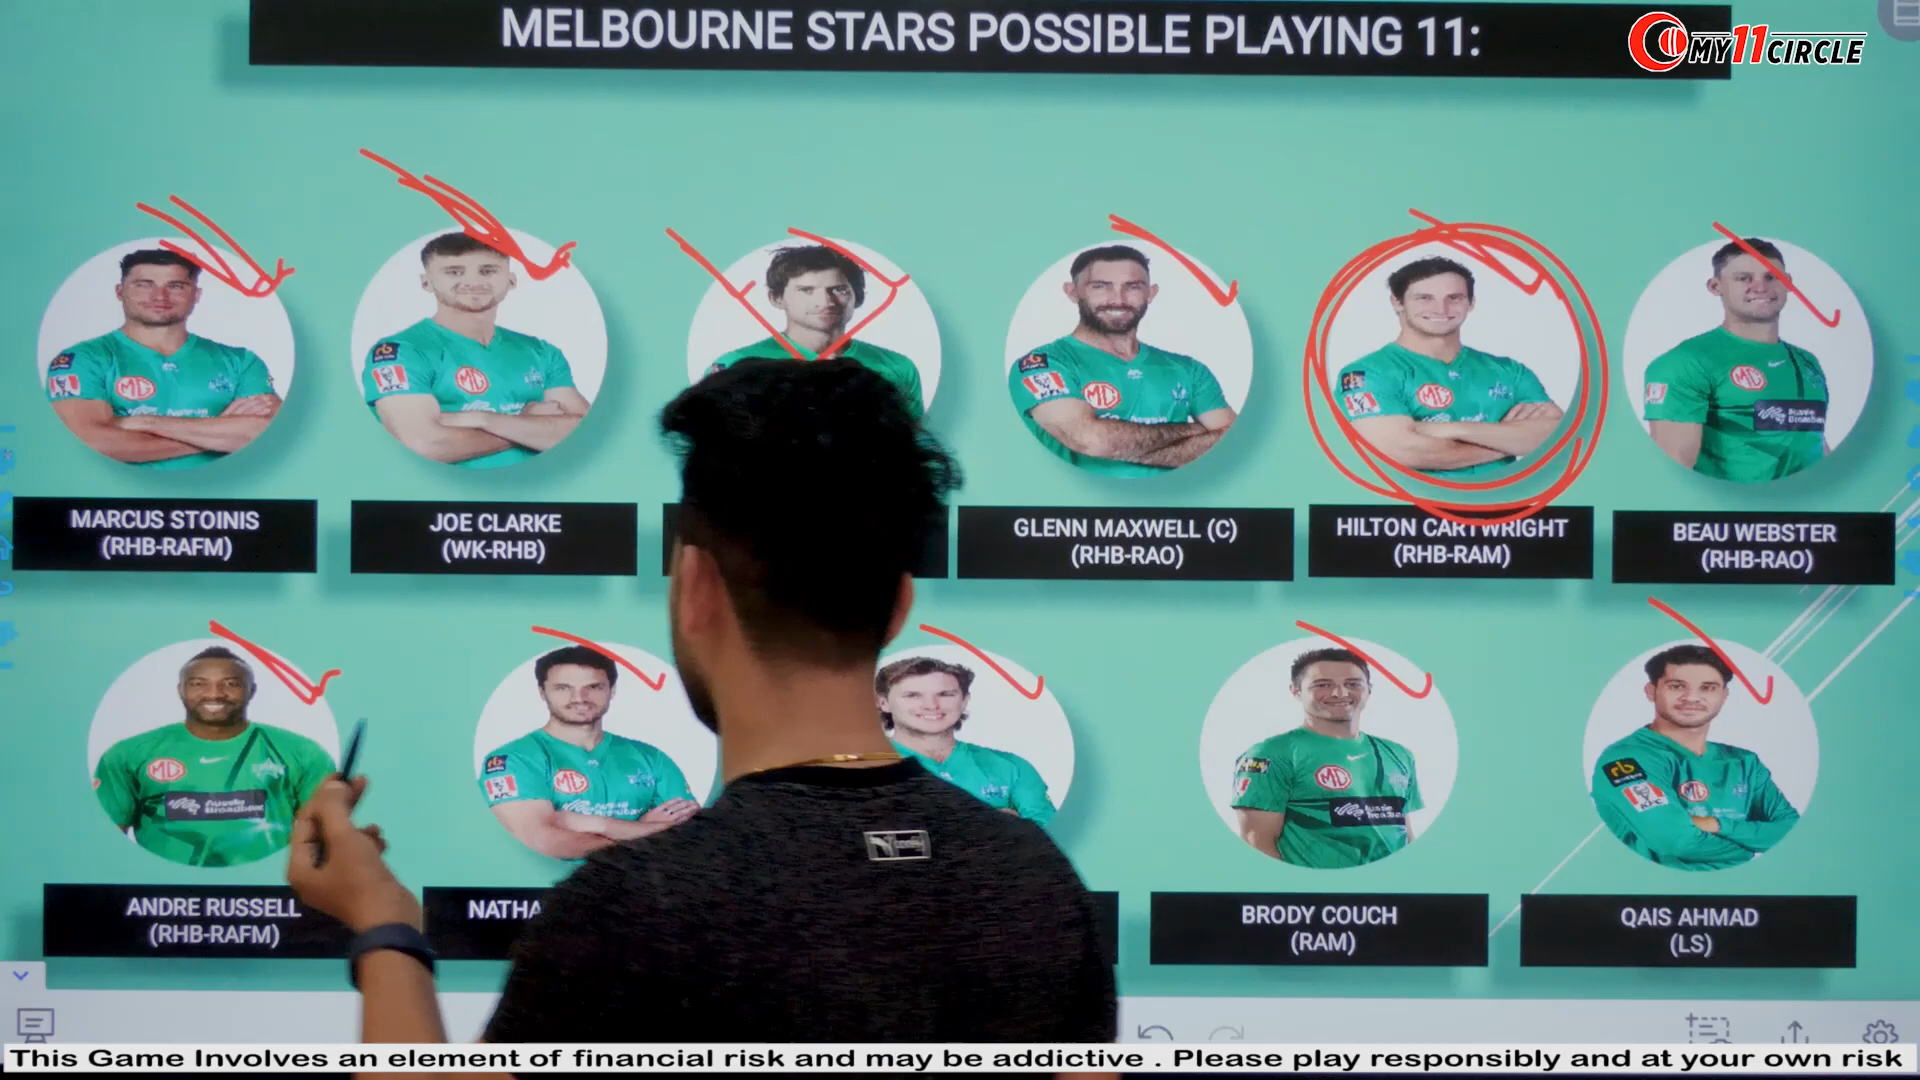 MELBOURNE STARS POSSIBLE PLAYING 11:
MY11CIRCLE
MARCUS STOINIS
(RHB-RAFM)
JOE CLARKE
(WK-RHB)
GLENN MAXWELL (C)
(RHB-RAO)
HILTON CARTWRIGHT
(RHB-RAM)
BEAU WEBSTER
(RHB-RAO)
ANDRE RUSSELL
(RHB-RAFM)
NATHA
BRODY COUCH
(RAM)
QAIS AHMAD
(LS)
This Game Involves an element of financial risk and may be addictive . Please play responsibly and at your own risk